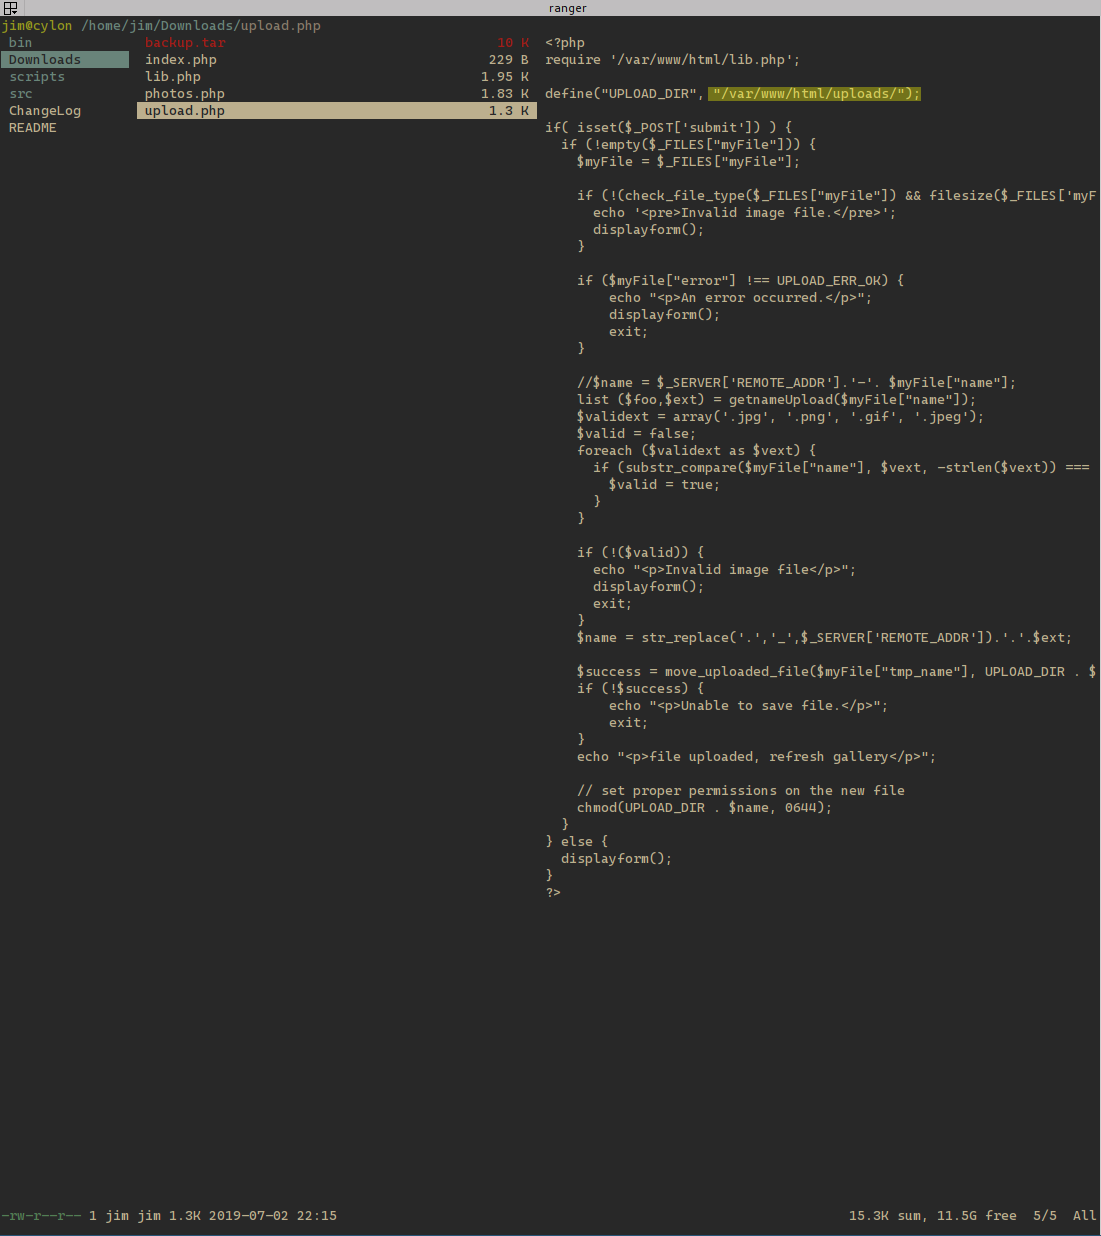 ranger
jim@cylon /home/jim/Downloads/upload.php
bin
Downloads
scripts
src
ChangeLog
README
backup.tar 10 K
index.php 229 B
lib.php 1.95 K
photos.php 1.83 K
upload.php 1.3 K
<?php
require '/var/www/html/lib.php';
define("UPLOAD_DIR", "/var/www/html/uploads/");
if( isset($_POST['submit']) ) {
if (!empty($_FILES["myFile"])) {
$myFile = $_FILES["myFile"];
if (!(check_file_type($_FILES["myFile"]) && filesize($_FILES['myF
echo '<pre>Invalid image file.</pre>';
displayform();
}
if ($myFile["error"] !== UPLOAD_ERR_OK) {
echo "<p>An error occurred.</p>";
displayform();
exit;
}
//$name = $_SERVER['REMOTE_ADDR'].'-'. $myFile["name"];
list ($foo,$ext) = getnameUpload($myFile["name"]);
$validext = array('.jpg', '.png', '.gif', '.jpeg');
$valid = false;
foreach ($validext as $vext) {
if (substr_compare($myFile["name"], $vext, -strlen($vext)) ===
$valid = true;
}
}
if (!($valid)) {
echo "<p>Invalid image file</p>";
displayform();
exit;
}
$name = str_replace('.','_',$_SERVER['REMOTE_ADDR']).'.'.$ext;
$success = move_uploaded_file($myFile["tmp_name"], UPLOAD_DIR . $
if (!$success) {
echo "<p>Unable to save file.</p>";
exit;
}
echo "<p>file uploaded, refresh gallery</p>";
// set proper permissions on the new file
chmod(UPLOAD_DIR . $name, 0644);
}
} else {
displayform();
}
?>
-rw-r--r-- 1 jim jim 1.3K 2019-07-02 22:15 15.3K sum, 11.5G free 5/5 All